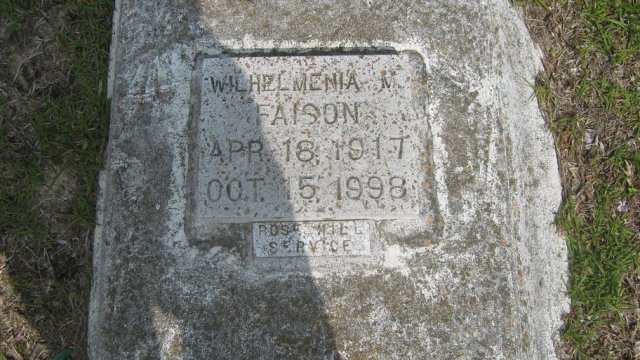 WILHELMENIA M.
FAISON
APR. 18, 1917
OCT. 15, 1998
ROSE HILL
SERVICE